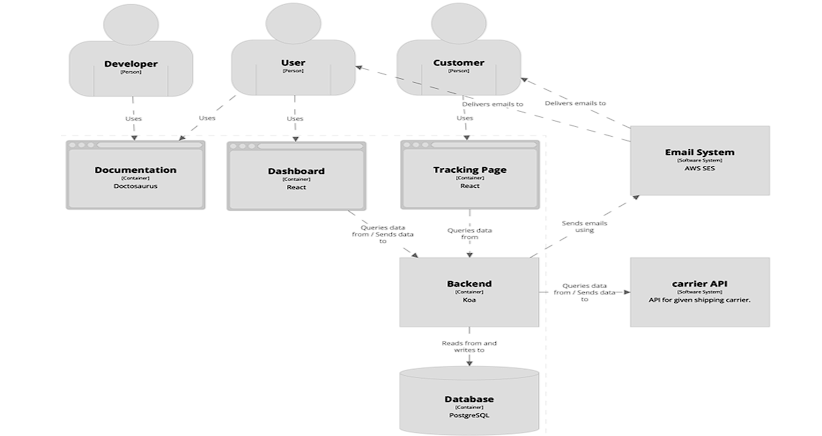 Developer
[Person]
User
[Person]
Customer
[Person]
Uses
Uses
Uses
Uses
Delivers emails to
Delivers emails to
Documentation
[Container]
Doctosaurus
Dashboard
[Container]
React
Tracking Page
[Container]
React
Email System
[Software System]
AWS SES
Queries data
from / Sends data
to
Queries data
from
Sends emails
using
Backend
[Container]
Koa
Queries data
from / Sends data
to
carrier API
[Software System]
API for given shipping carrier.
Reads from and
writes to
Database
[Container]
PostgreSQL